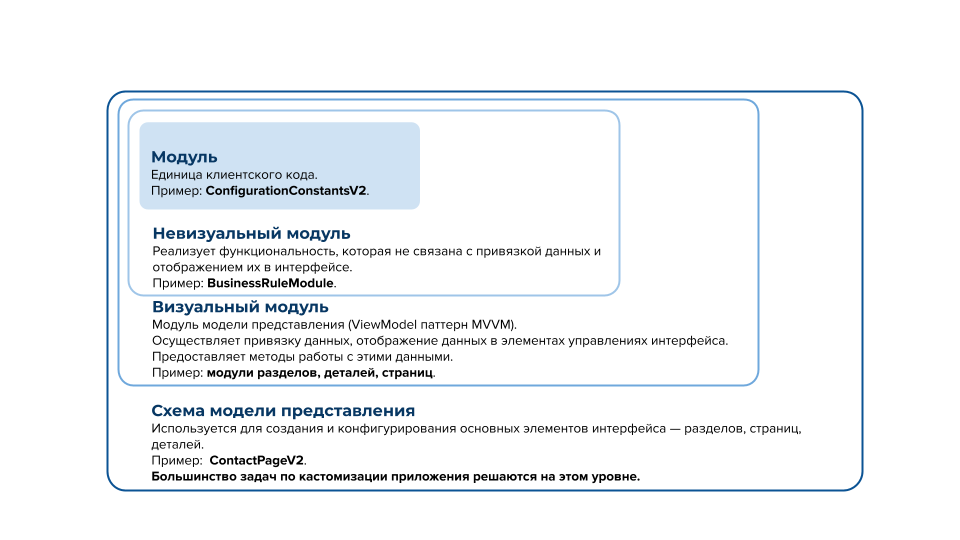 Модуль
Единица клиентского кода.
Пример: ConfigurationConstantsV2.
Невизуальный модуль
Реализует функциональность, которая не связана с привязкой данных и
отображением их в интерфейсе.
Пример: BusinessRuleModule.
Визуальный модуль
Модуль модели представления (ViewModel паттерн MVVM).
Осуществляет привязку данных, отображение данных в элементах управлениях интерфейса.
Предоставляет методы работы с этими данными.
Пример: модули разделов, деталей, страниц.
Схема модели представления
Используется для создания и конфигурирования основных элементов интерфейса — разделов, страниц,
деталей.
Пример: ContactPageV2.
Большинство задач по кастомизации приложения решаются на этом уровне.